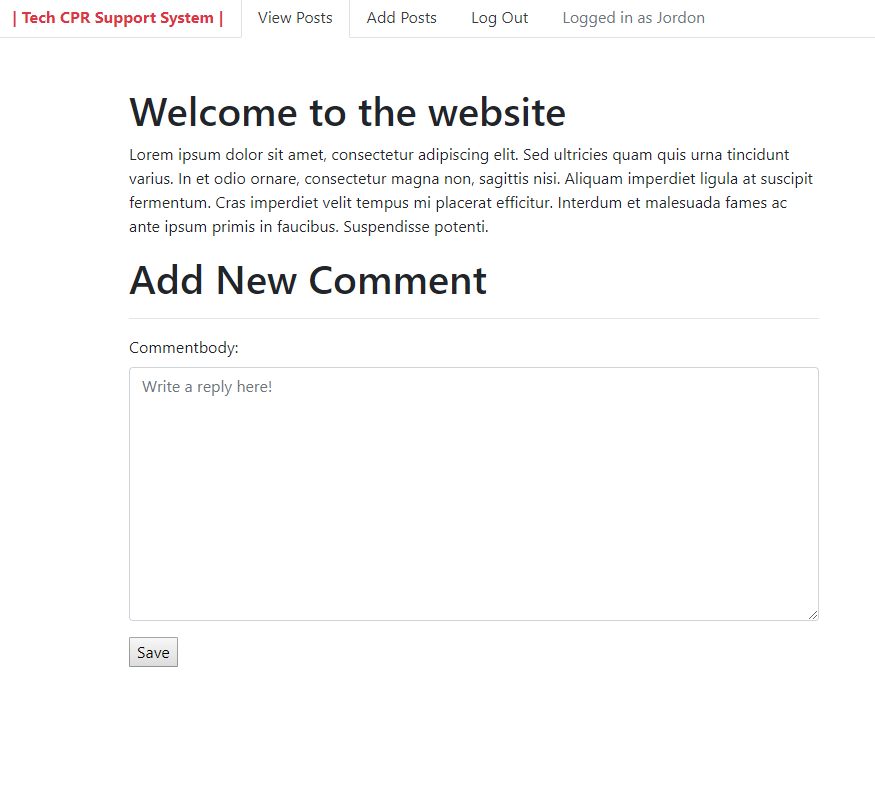 | Tech CPR Support System | View Posts Add Posts Log Out Logged in as Jordon
Welcome to the website
Lorem ipsum dolor sit amet, consectetur adipiscing elit. Sed ultricies quam quis urna tincidunt
varius. In et odio ornare, consectetur magna non, sagittis nisi. Aliquam imperdiet ligula at suscipit
fermentum. Cras imperdiet velit tempus mi placerat efficitur. Interdum et malesuada fames ac
ante ipsum primis in faucibus. Suspendisse potenti.
Add New Comment
Commentbody:
Write a reply here!
Save